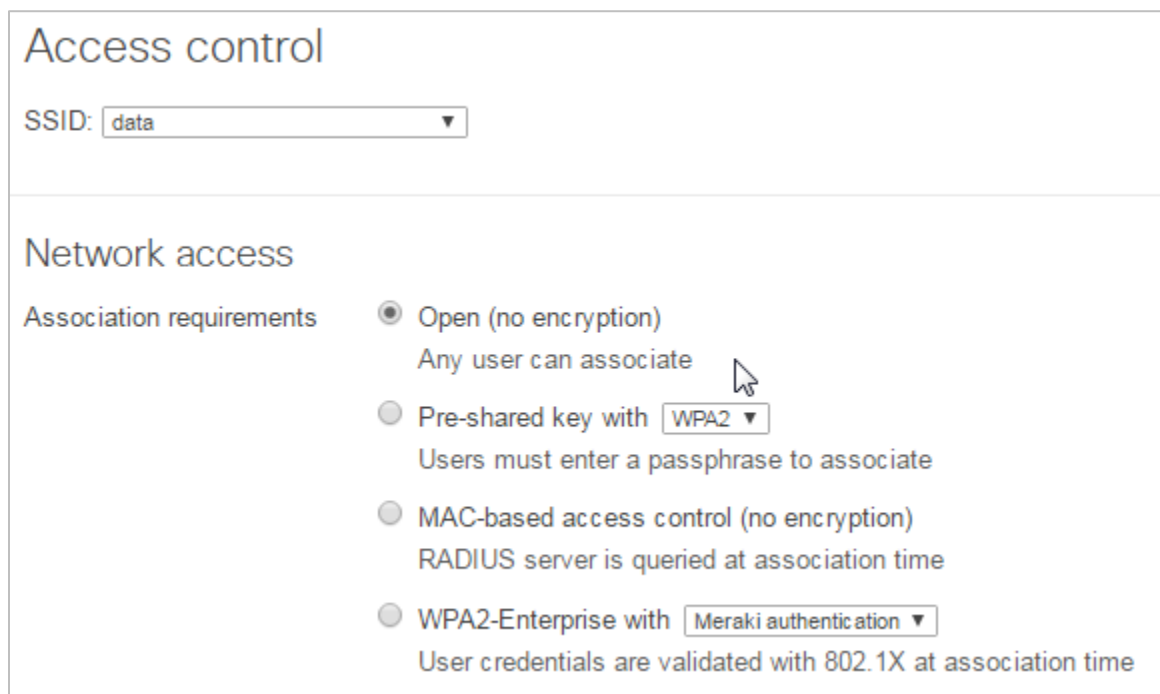 Access control
SSID: data
Network access
Association requirements Open (no encryption)
Any user can associate
Pre-shared key with WPA2
Users must enter a passphrase to associate
MAC-based access control (no encryption)
RADIUS server is queried at association time
WPA2-Enterprise with Meraki authentication
User credentials are validated with 802.1X at association time